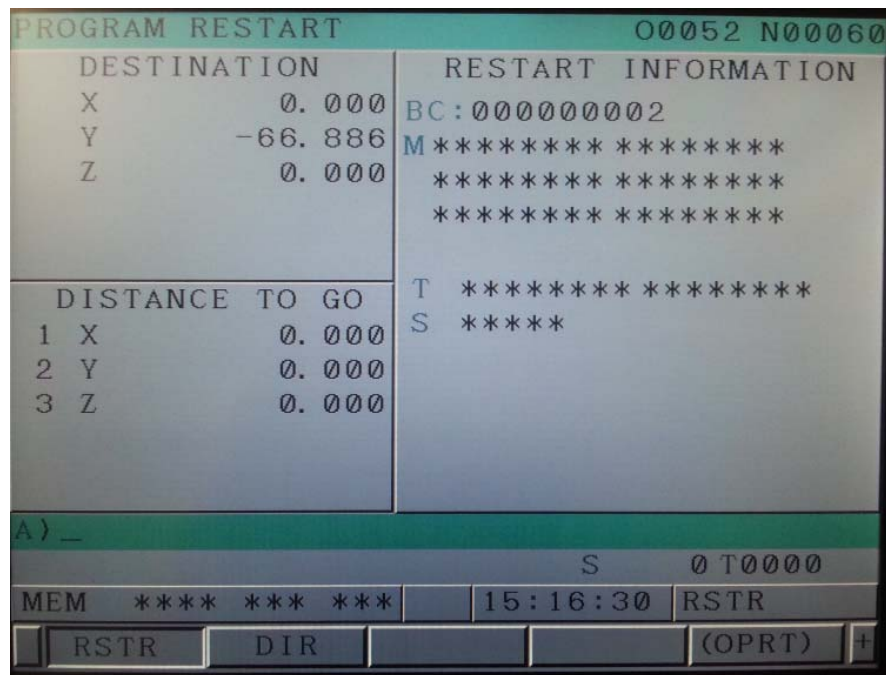 PROGRAM RESTART O0052 N00060
DESTINATION
X 0.000
Y -66.886
Z 0.000
DISTANCE TO GO
1 X 0.000
2 Y 0.000
3 Z 0.000
RESTART INFORMATION
BC:000000002
M ******** ********
******** ********
******** ********
T ******** ********
S *****
A)_
S 0 T0000
MEM **** *** *** 15:16:30 RSTR
RSTR DIR (OPRT) +